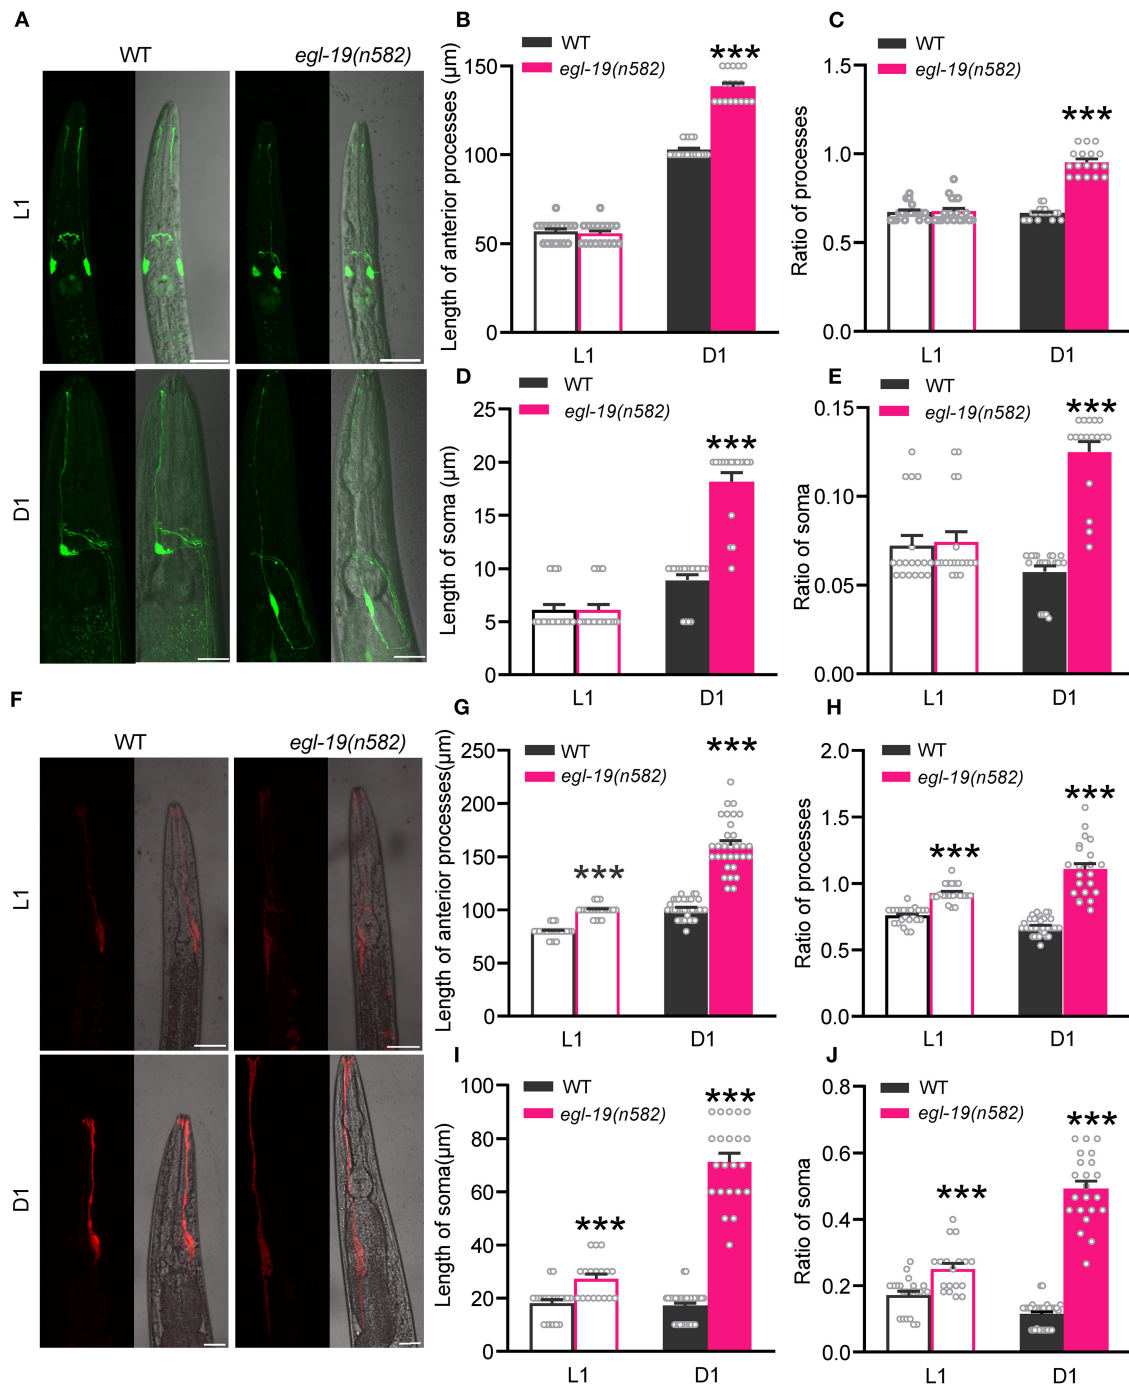 A
WT
egl-19(n582)
L1
D1
B
WT
egl-19(n582)
***
Length of anterior processes (μm)
150
100
50
0
L1
D1
C
WT
egl-19(n582)
***
Ratio of processes
1.5
1.0
0.5
0.0
L1
D1
D
WT
egl-19(n582)
***
Length of soma (μm)
25
20
15
10
5
0
L1
D1
E
WT
egl-19(n582)
***
Ratio of soma
0.15
0.10
0.05
0.00
L1
D1
F
WT
egl-19(n582)
L1
D1
G
WT
egl-19(n582)
***
***
Length of anterior processes(μm)
250
200
150
100
50
0
L1
D1
H
WT
egl-19(n582)
***
***
Ratio of processes
2.0
1.5
1.0
0.5
0.0
L1
D1
I
WT
egl-19(n582)
***
***
Length of soma(μm)
100
80
60
40
20
0
L1
D1
J
WT
egl-19(n582)
***
***
Ratio of soma
0.8
0.6
0.4
0.2
0.0
L1
D1